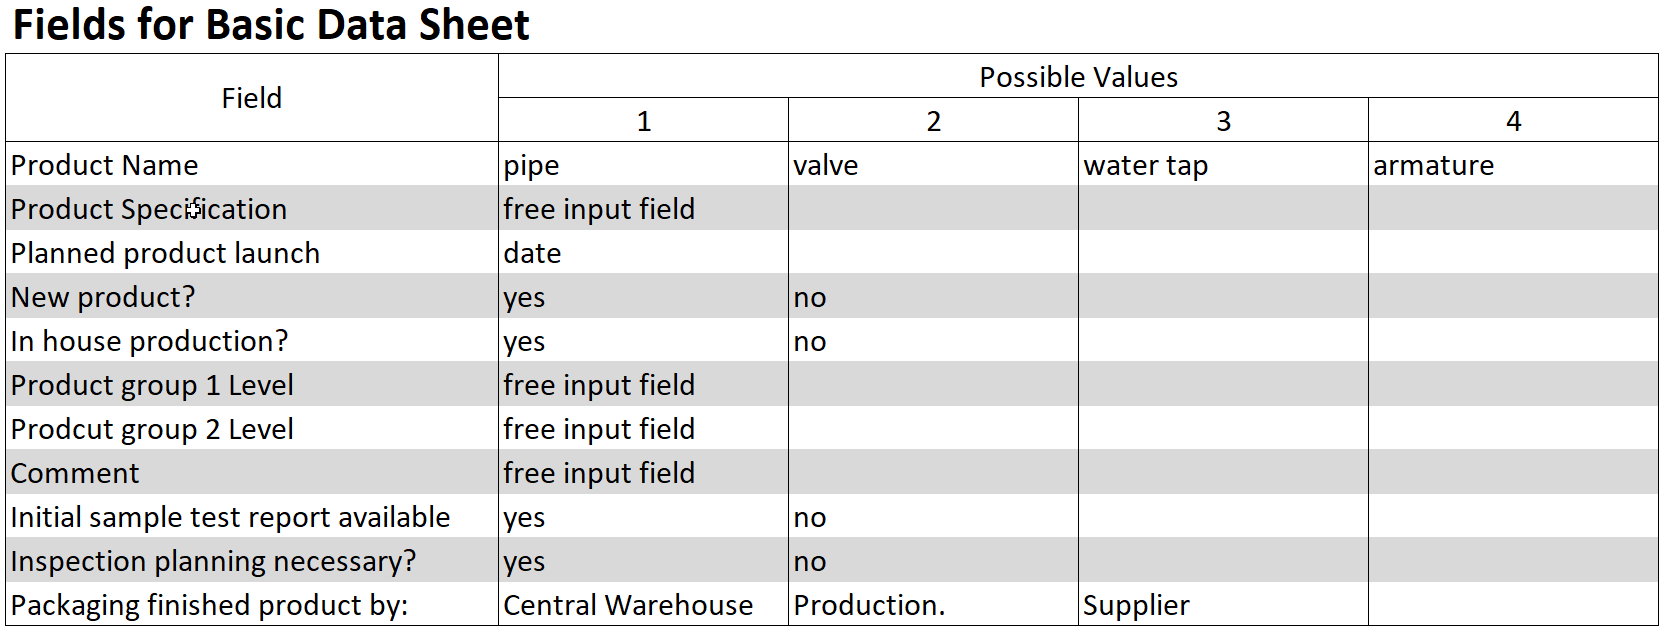 Fields for Basic Data Sheet
Field
Possible Values
1 2 3 4
Product Name pipe valve water tap armature
Product Specification free input field
Planned product launch date
New product? yes no
In house production? yes no
Product group 1 Level free input field
Prodcut group 2 Level free input field
Comment free input field
Initial sample test report available yes no
Inspection planning necessary? yes no
Packaging finished product by: Central Warehouse Production. Supplier